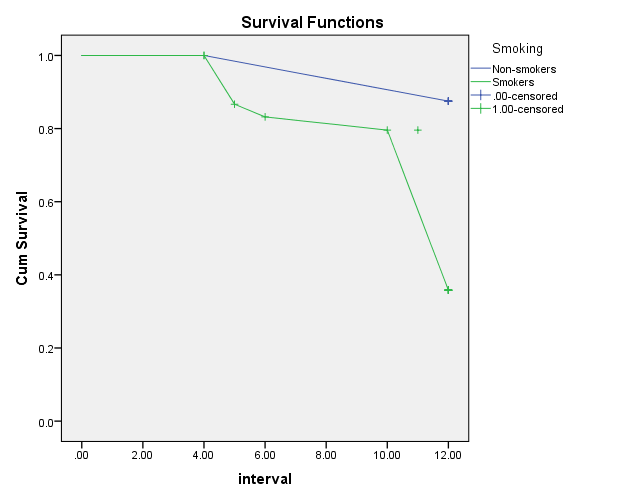 Survival Functions
Smoking
Non-smokers
Smokers
.00-censored
1.00-censored
Cum Survival
1.0
0.8
0.6
0.4
0.2
0.0
.00 2.00 4.00 6.00 8.00 10.00 12.00
interval